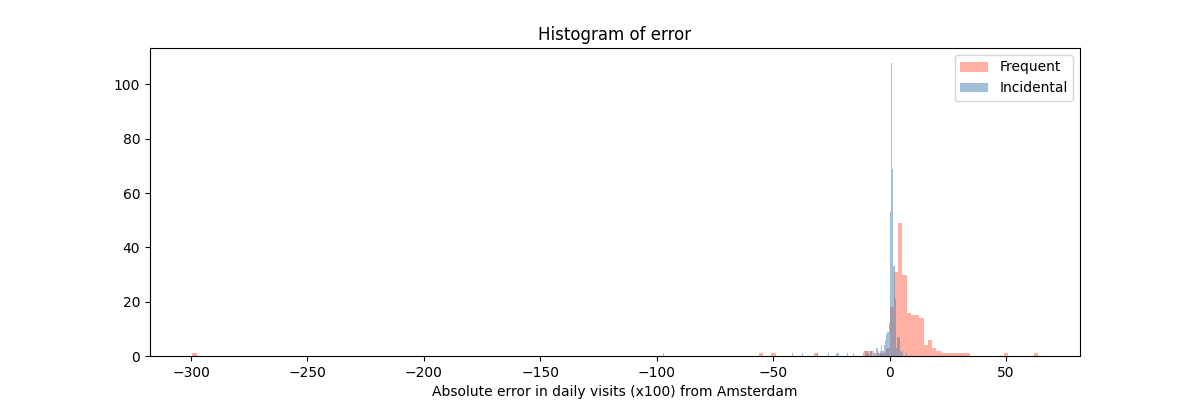 Histogram of error
Frequent
Incidental
100
80
60
40
20
0
−300 −250 −200 −150 −100 −50 0 50
Absolute error in daily visits (x100) from Amsterdam